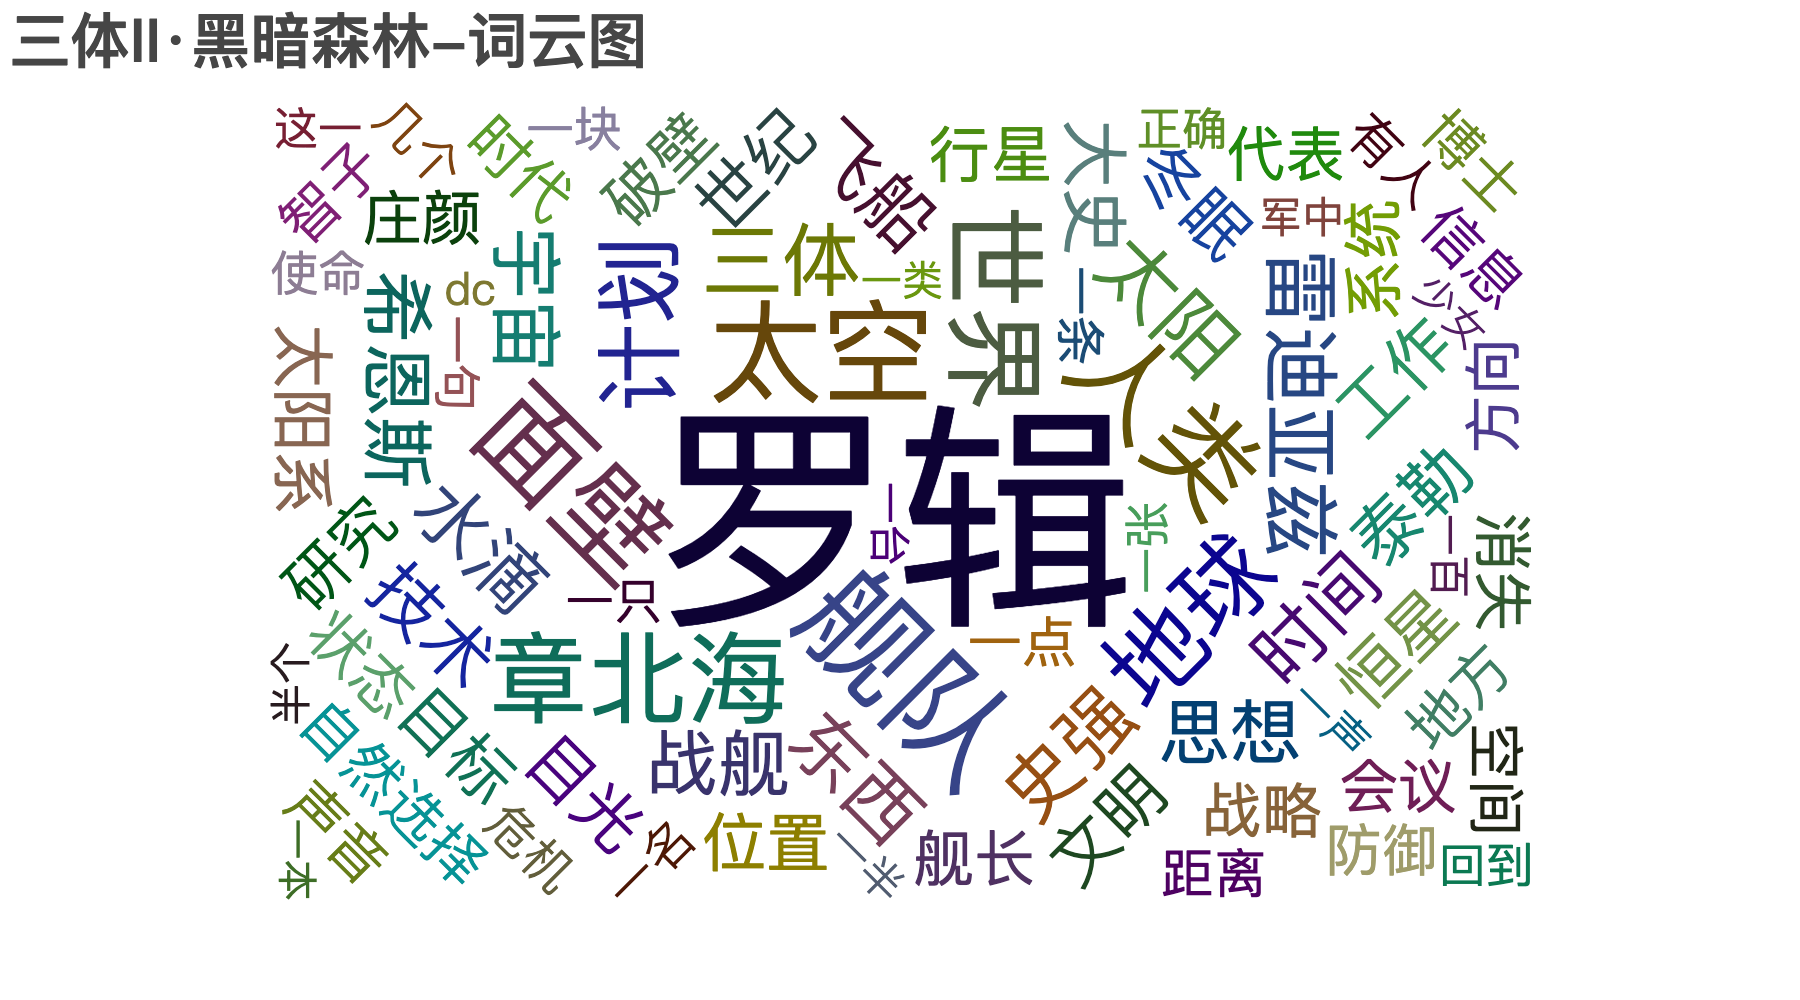 三体II·黑暗森林-词云图
这一
几个
时代
一块
破壁
世纪
飞船
行星
大史
正确
冬眠
代表
有人
博士
智子
庄颜
军中
系统
信息
使命
希恩斯
dc
宇宙
计划
三体
一类
世界
一条
太阳
雷迪亚兹
少女
工作
方向
太阳系
一向
面壁
太空
罗辑
人类
泰勒
研究
水滴
一只
一台
一张
地球
时间
一百
消失
技术
状态
章北海
舰队
一点
恒星
地方
半个
自然选择
目标
目光
战舰
东西
史强
思想
一声
空间
声音
一本
危机
一名
位置
一半
舰长
文明
战略
会议
距离
防御
回到